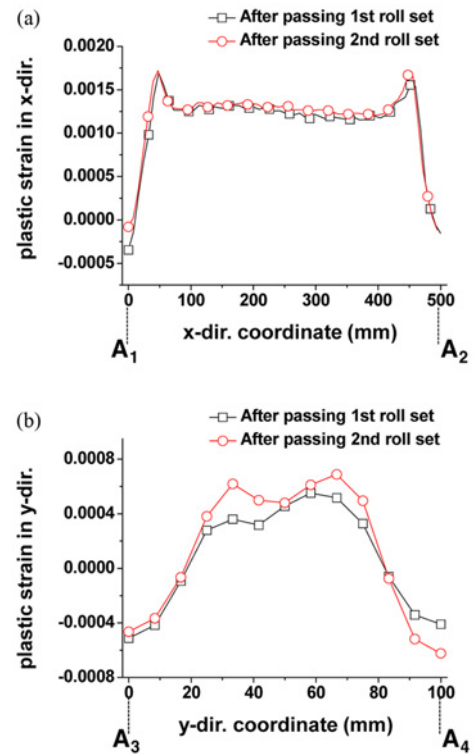 (a)
After passing 1st roll set
After passing 2nd roll set
0.0020
0.0015
0.0010
0.0005
0.0000
-0.0005
plastic strain in x-dir.
0 100 200 300 400 500
x-dir. coordinate (mm)
A1 A2
(b)
After passing 1st roll set
After passing 2nd roll set
0.0008
0.0004
0.0000
-0.0004
-0.0008
plastic strain in y-dir.
0 20 40 60 80 100
y-dir. coordinate (mm)
A3 A4